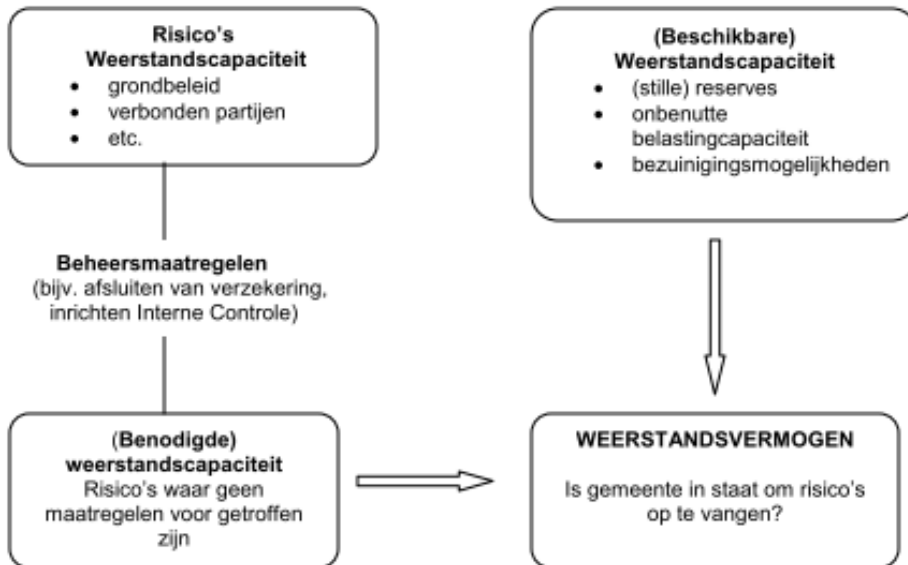 Risico's
Weerstandscapaciteit
• grondbeleid
• verbonden partijen
• etc.
(Beschikbare)
Weerstandscapaciteit
• (stille) reserves
• onbenutte
belastingcapaciteit
• bezuinigingsmogelijkheden
Beheersmaatregelen
(bijv. afsluiten van verzekering,
inrichten Interne Controle)
(Benodigde)
weerstandscapaciteit
Risico's waar geen
maatregelen voor getroffen
zijn
WEERSTANDSVERMOGEN
Is gemeente in staat om risico's
op te vangen?